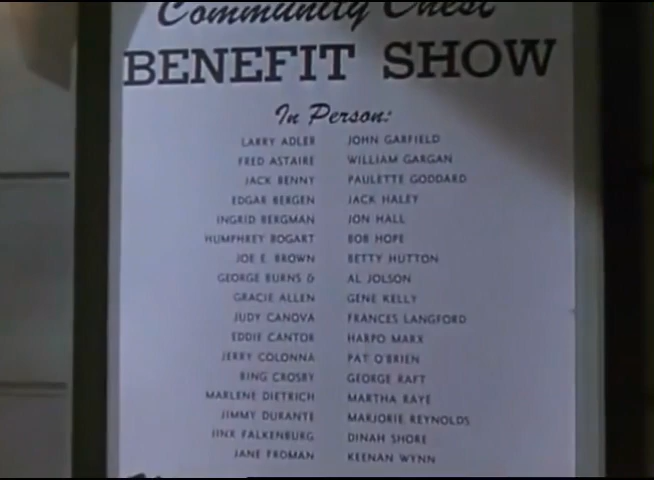 Community Chest
BENEFIT SHOW
In Person:
LARRY ADLER JOHN GARFIELD
FRED ASTAIRE WILLIAM GARGAN
JACK BENNY PAULETTE GODDARD
EDGAR BERGEN JACK HALEY
INGRID BERGMAN JON HALL
HUMPHREY BOGART BOB HOPE
JOE E. BROWN BETTY HUTTON
GEORGE BURNS & AL JOLSON
GRACIE ALLEN GENE KELLY
JUDY CANOVA FRANCES LANGFORD
EDDIE CANTOR HARPO MARX
JERRY COLONNA PAT O'BRIEN
BING CROSBY GEORGE RAFT
MARLENE DIETRICH MARTHA RAYE
JIMMY DURANTE MARJORIE REYNOLDS
JINX FALKENBURG DINAH SHORE
JANE FROMAN KEENAN WYNN